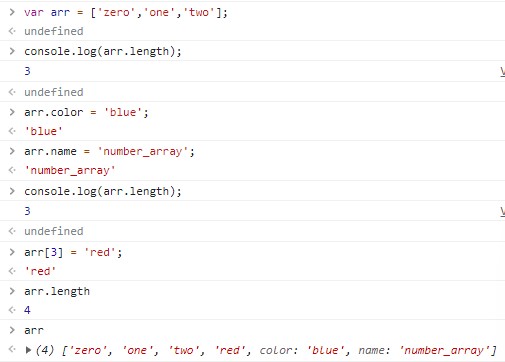 > var arr = ['zero','one','two'];
< undefined
> console.log(arr.length);
3
< undefined
> arr.color = 'blue';
< 'blue'
> arr.name = 'number_array';
< 'number_array'
> console.log(arr.length);
3
< undefined
> arr[3] = 'red';
< 'red'
> arr.length
< 4
> arr
< ▶ (4) ['zero', 'one', 'two', 'red', color: 'blue', name: 'number_array']